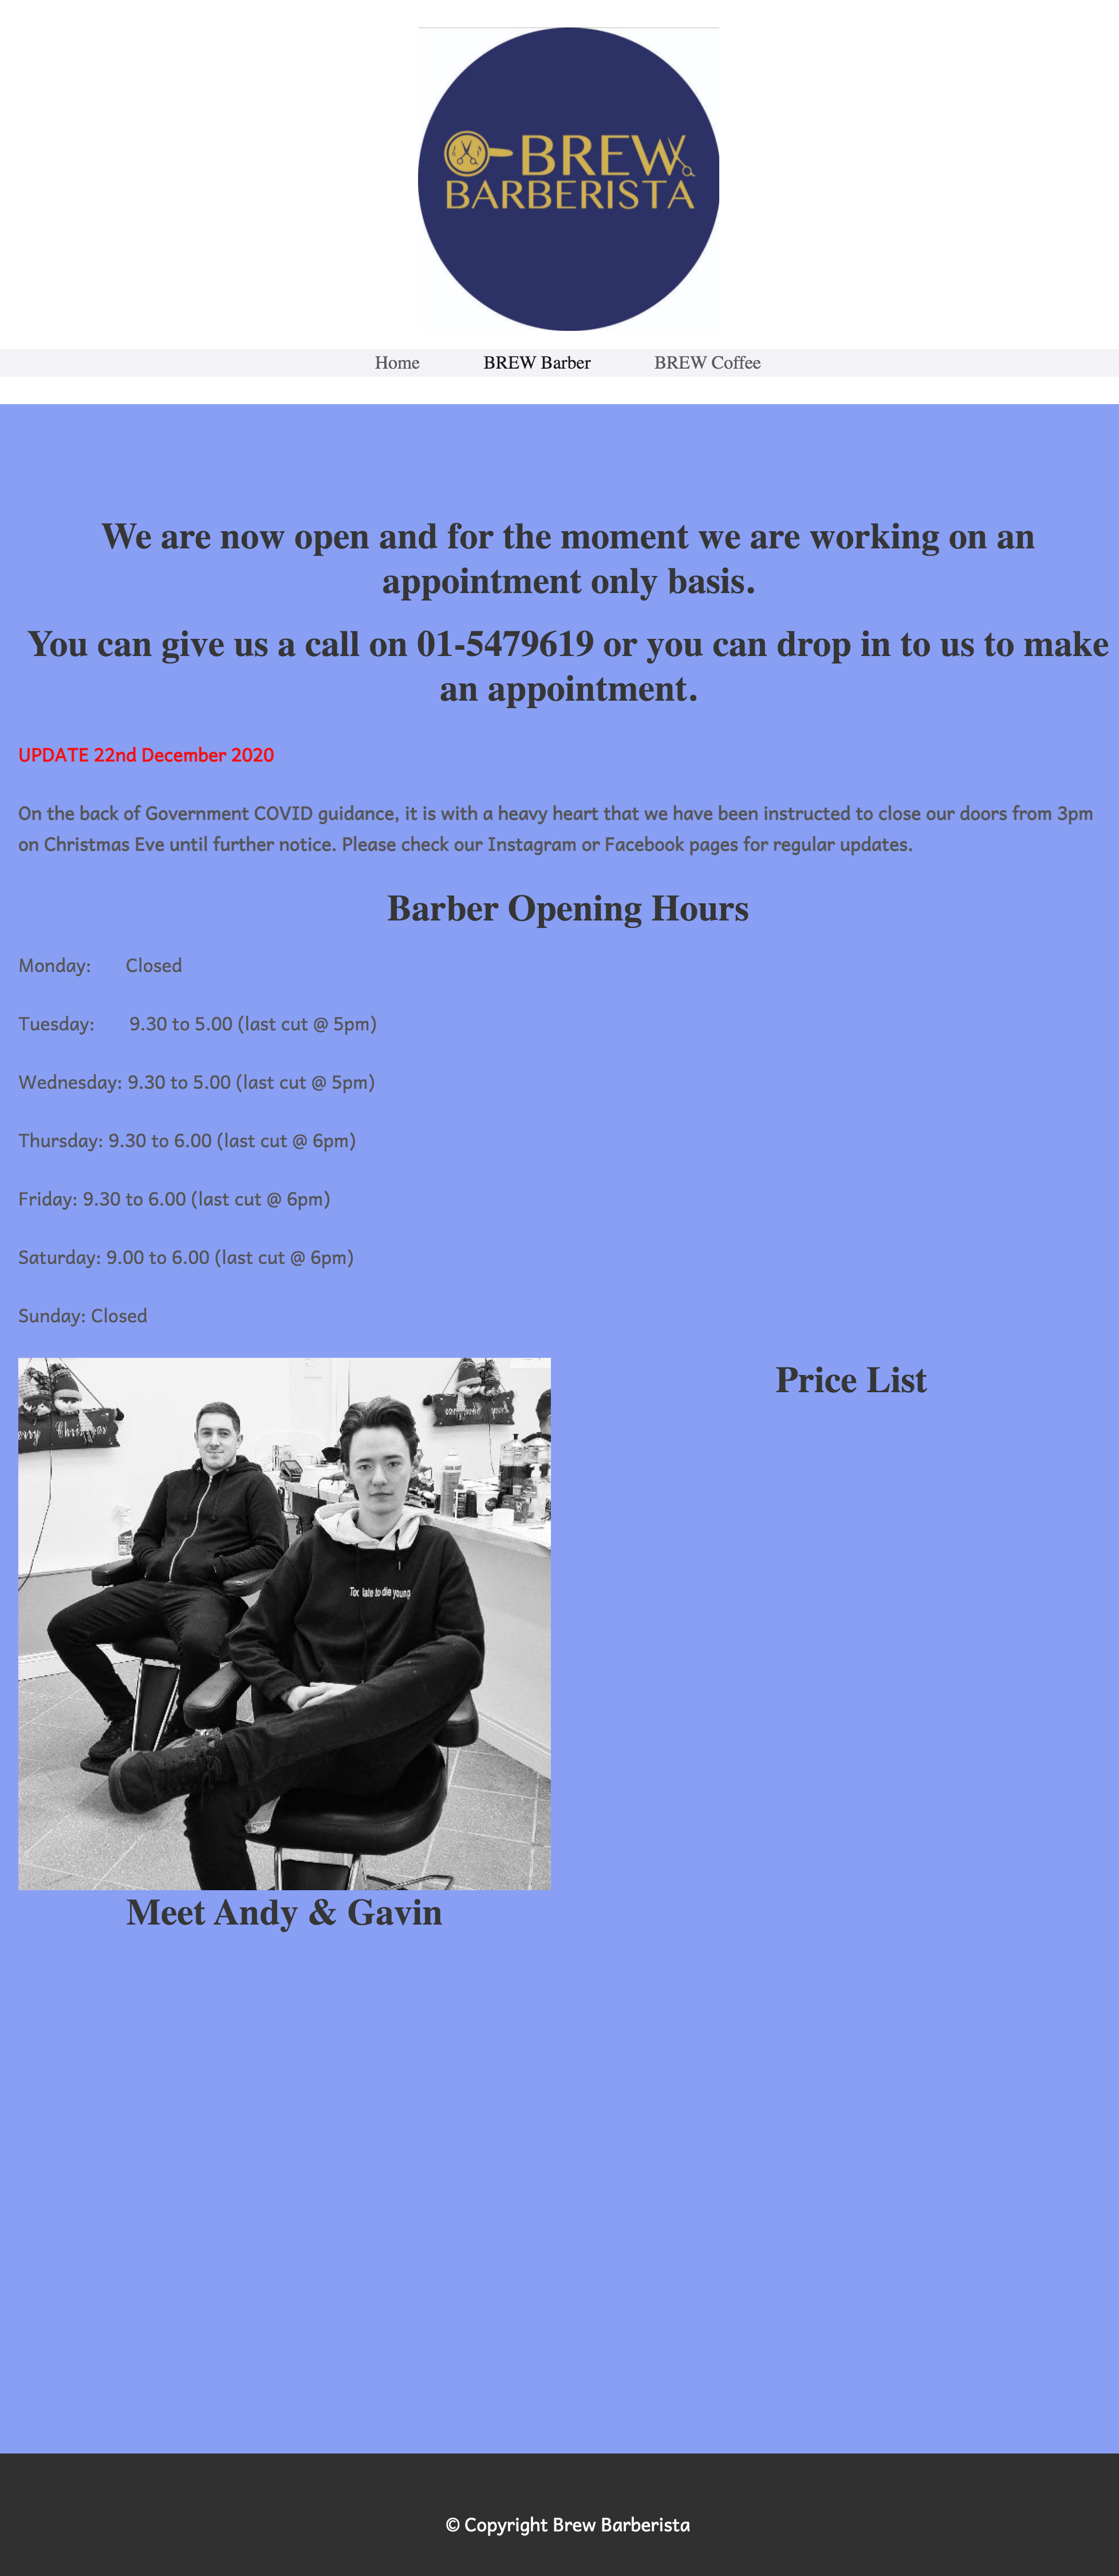 BREW
BARBERISTA
Home BREW Barber BREW Coffee
We are now open and for the moment we are working on an
appointment only basis.
You can give us a call on 01-5479619 or you can drop in to us to make
an appointment.
UPDATE 22nd December 2020
On the back of Government COVID guidance, it is with a heavy heart that we have been instructed to close our doors from 3pm
on Christmas Eve until further notice. Please check our Instagram or Facebook pages for regular updates.
Barber Opening Hours
Monday: Closed
Tuesday: 9.30 to 5.00 (last cut @ 5pm)
Wednesday: 9.30 to 5.00 (last cut @ 5pm)
Thursday: 9.30 to 6.00 (last cut @ 6pm)
Friday: 9.30 to 6.00 (last cut @ 6pm)
Saturday: 9.00 to 6.00 (last cut @ 6pm)
Sunday: Closed
Price List
erry Christmas
Too late to die young
Meet Andy & Gavin
© Copyright Brew Barberista